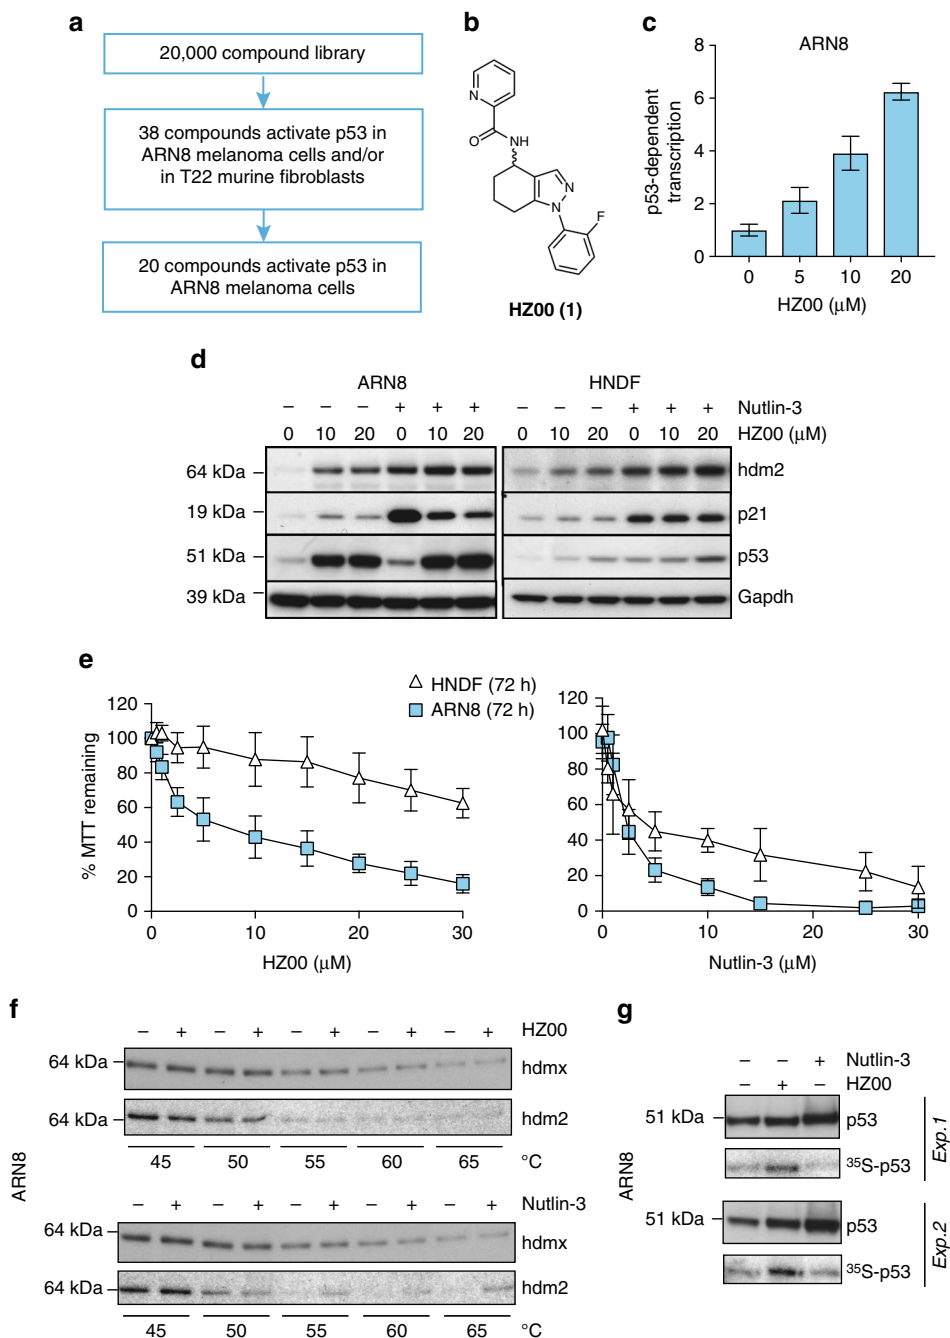 a
20,000 compound library
38 compounds activate p53 in
ARN8 melanoma cells and/or
in T22 murine fibroblasts
20 compounds activate p53 in
ARN8 melanoma cells
b
N
O
NH
N
N
F
HZ00 (1)
c
ARN8
p53-dependent
transcription
8
6
4
2
0
0 5 10 20
HZ00 (μM)
d
ARN8 HNDF
– – – + + + – – – + + + Nutlin-3
0 10 20 0 10 20 0 10 20 0 10 20 HZ00 (μM)
64 kDa hdm2
19 kDa p21
51 kDa p53
39 kDa Gapdh
e
HNDF (72 h)
ARN8 (72 h)
% MTT remaining
120
100
80
60
40
20
0
0 10 20 30
HZ00 (μM)
120
100
80
60
40
20
0
0 10 20 30
Nutlin-3 (μM)
f
ARN8
– + – + – + – + – + HZ00
64 kDa hdmx
64 kDa hdm2
45 50 55 60 65 °C
– + – + – + – + – + Nutlin-3
64 kDa hdmx
64 kDa hdm2
45 50 55 60 65 °C
g
ARN8
– – + Nutlin-3
– + – HZ00
51 kDa p53
35S-p53
Exp.1
51 kDa p53
35S-p53
Exp.2